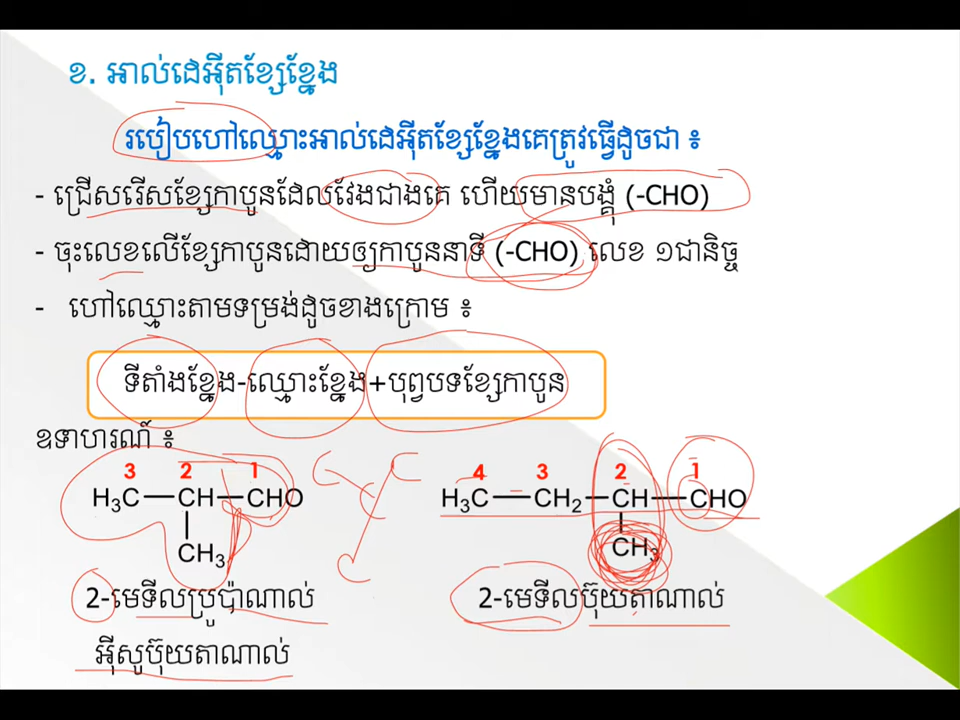 ខ. អាល់ដេអ៊ីតខ្សែខ្នែង
របៀបហៅឈ្មោះអាល់ដេអ៊ីតខ្សែខ្នែងគេត្រូវធ្វើដូចជា ៖
- ជ្រើសរើសខ្សែកាបូនដែលវែងជាងគេ ហើយមានបង្គុំ (-CHO)
- ចុះលេខលើខ្សែកាបូនដោយឲ្យកាបូននាទី (-CHO) លេខ ១ជានិច្ច
- ហៅឈ្មោះតាមទម្រង់ដូចខាងក្រោម ៖
ទីតាំងខ្នែង-ឈ្មោះខ្នែង+បុព្វបទខ្សែកាបូន
ឧទាហរណ៍ ៖
3 2 1
H₃C—CH—CHO
CH₃
2-មេទីលប្រូប៉ាណាល់
អ៊ីសូប៊ុយតាណាល់
4 3 2 1
H₃C—CH₂—CH—CHO
CH₃
2-មេទីលប៊ុយតាណាល់